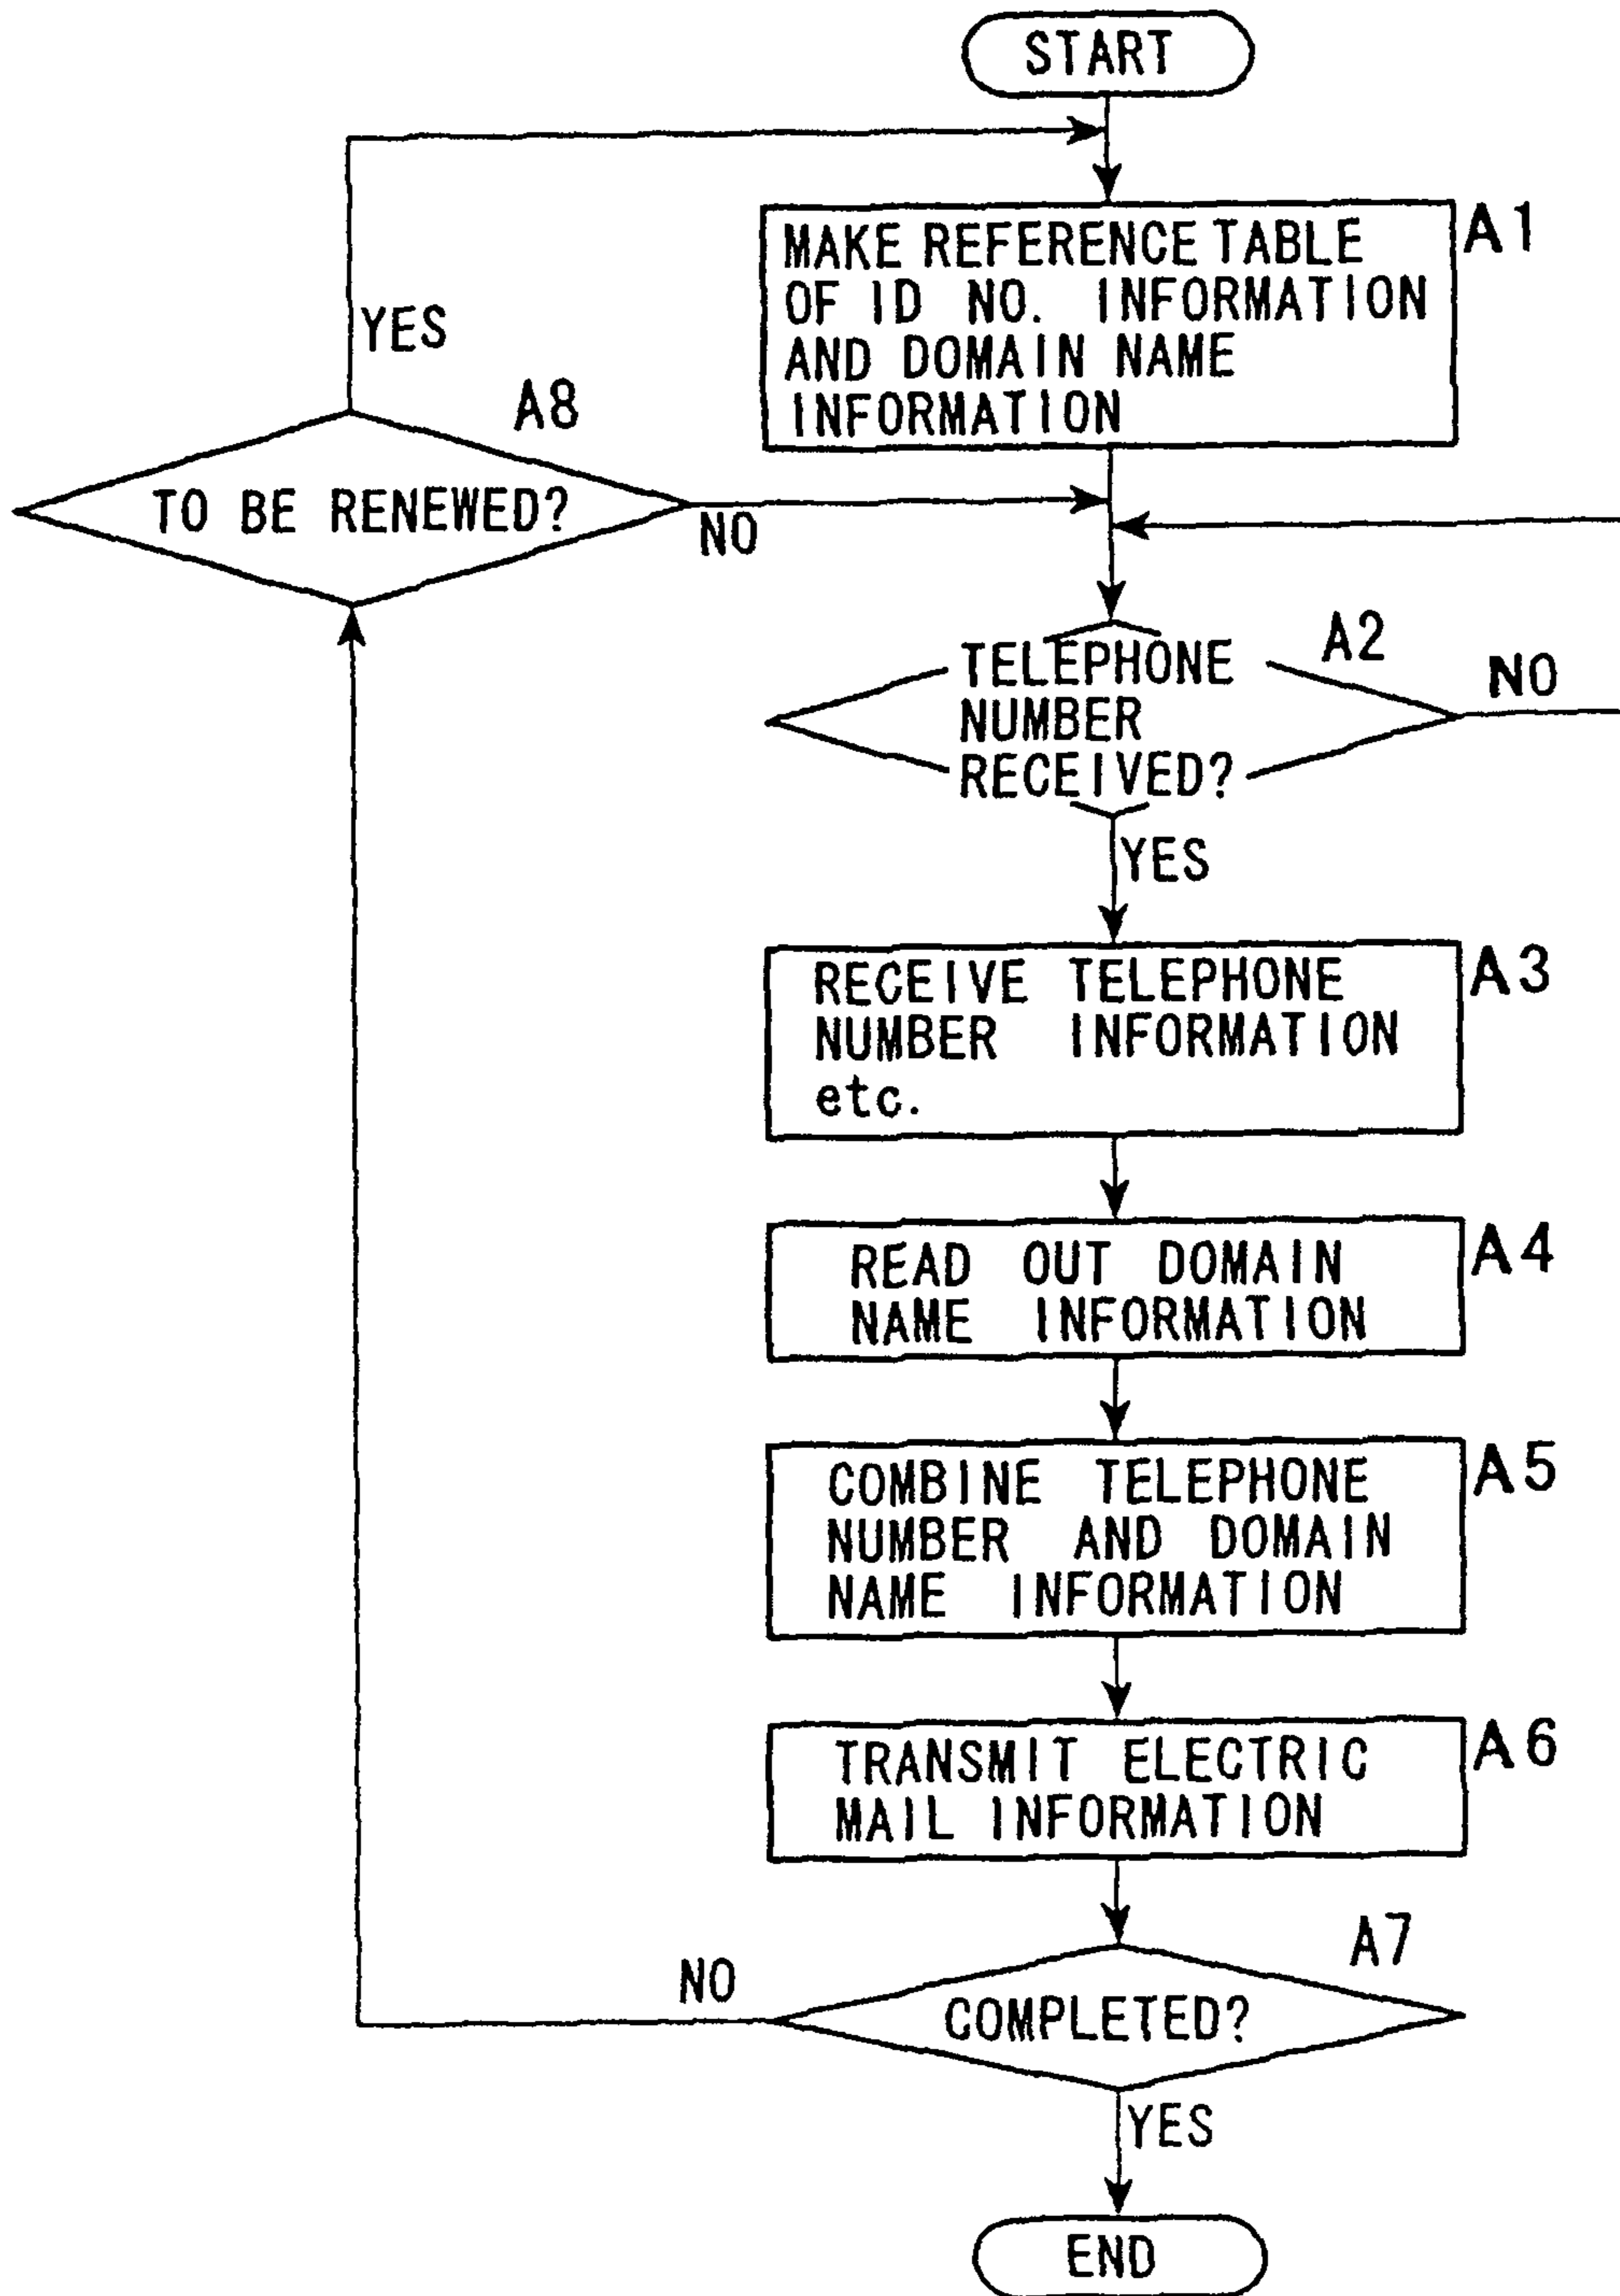 START
MAKE REFERENCE TABLE
OF ID NO. INFORMATION
AND DOMAIN NAME
INFORMATION
A1
YES
A8
TO BE RENEWED?
NO
A2
TELEPHONE
NUMBER
RECEIVED?
NO
YES
RECEIVE TELEPHONE
NUMBER INFORMATION
etc.
A3
READ OUT DOMAIN
NAME INFORMATION
A4
COMBINE TELEPHONE
NUMBER AND DOMAIN
NAME INFORMATION
A5
TRANSMIT ELECTRIC
MAIL INFORMATION
A6
A7
NO
COMPLETED?
YES
END